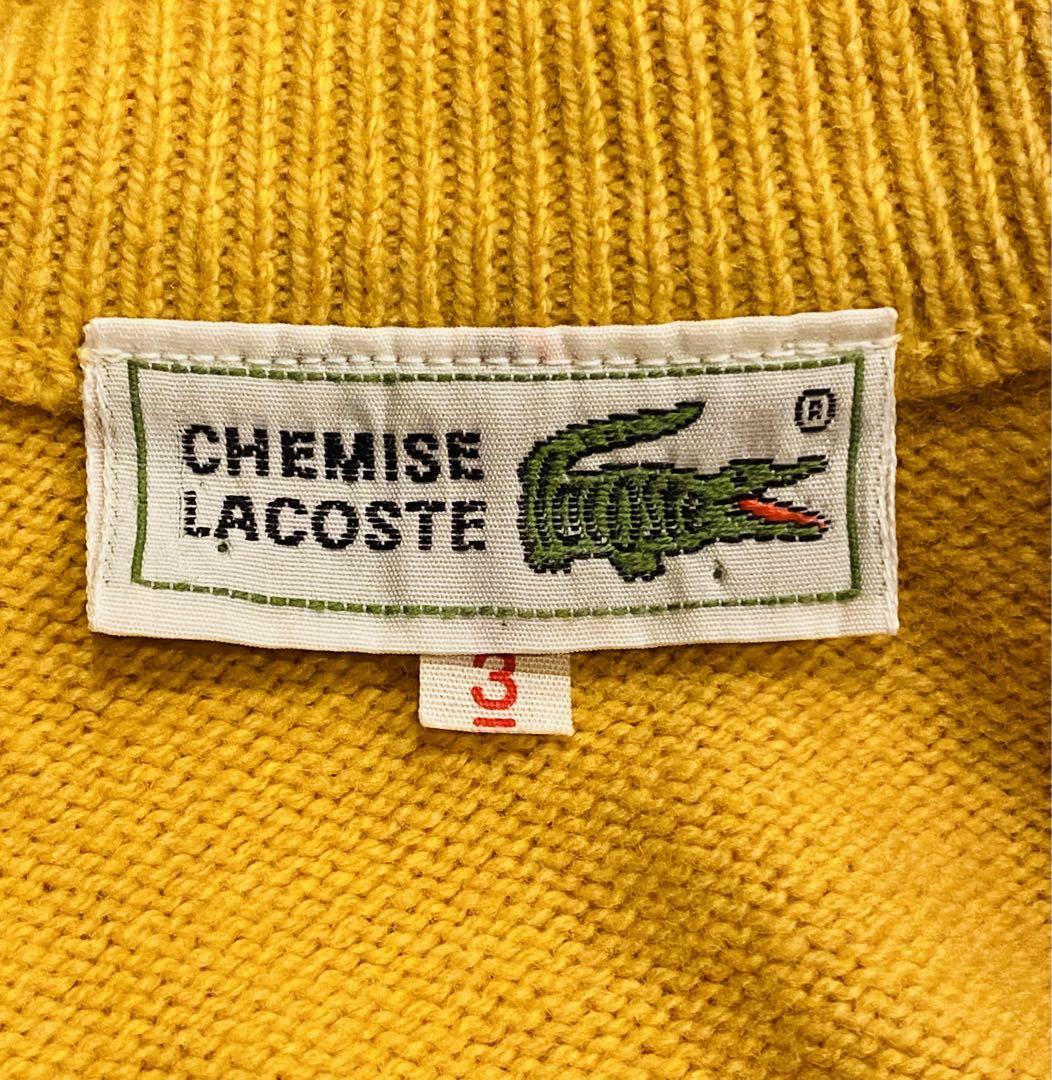 CHEMISE
LACOSTE
®
3